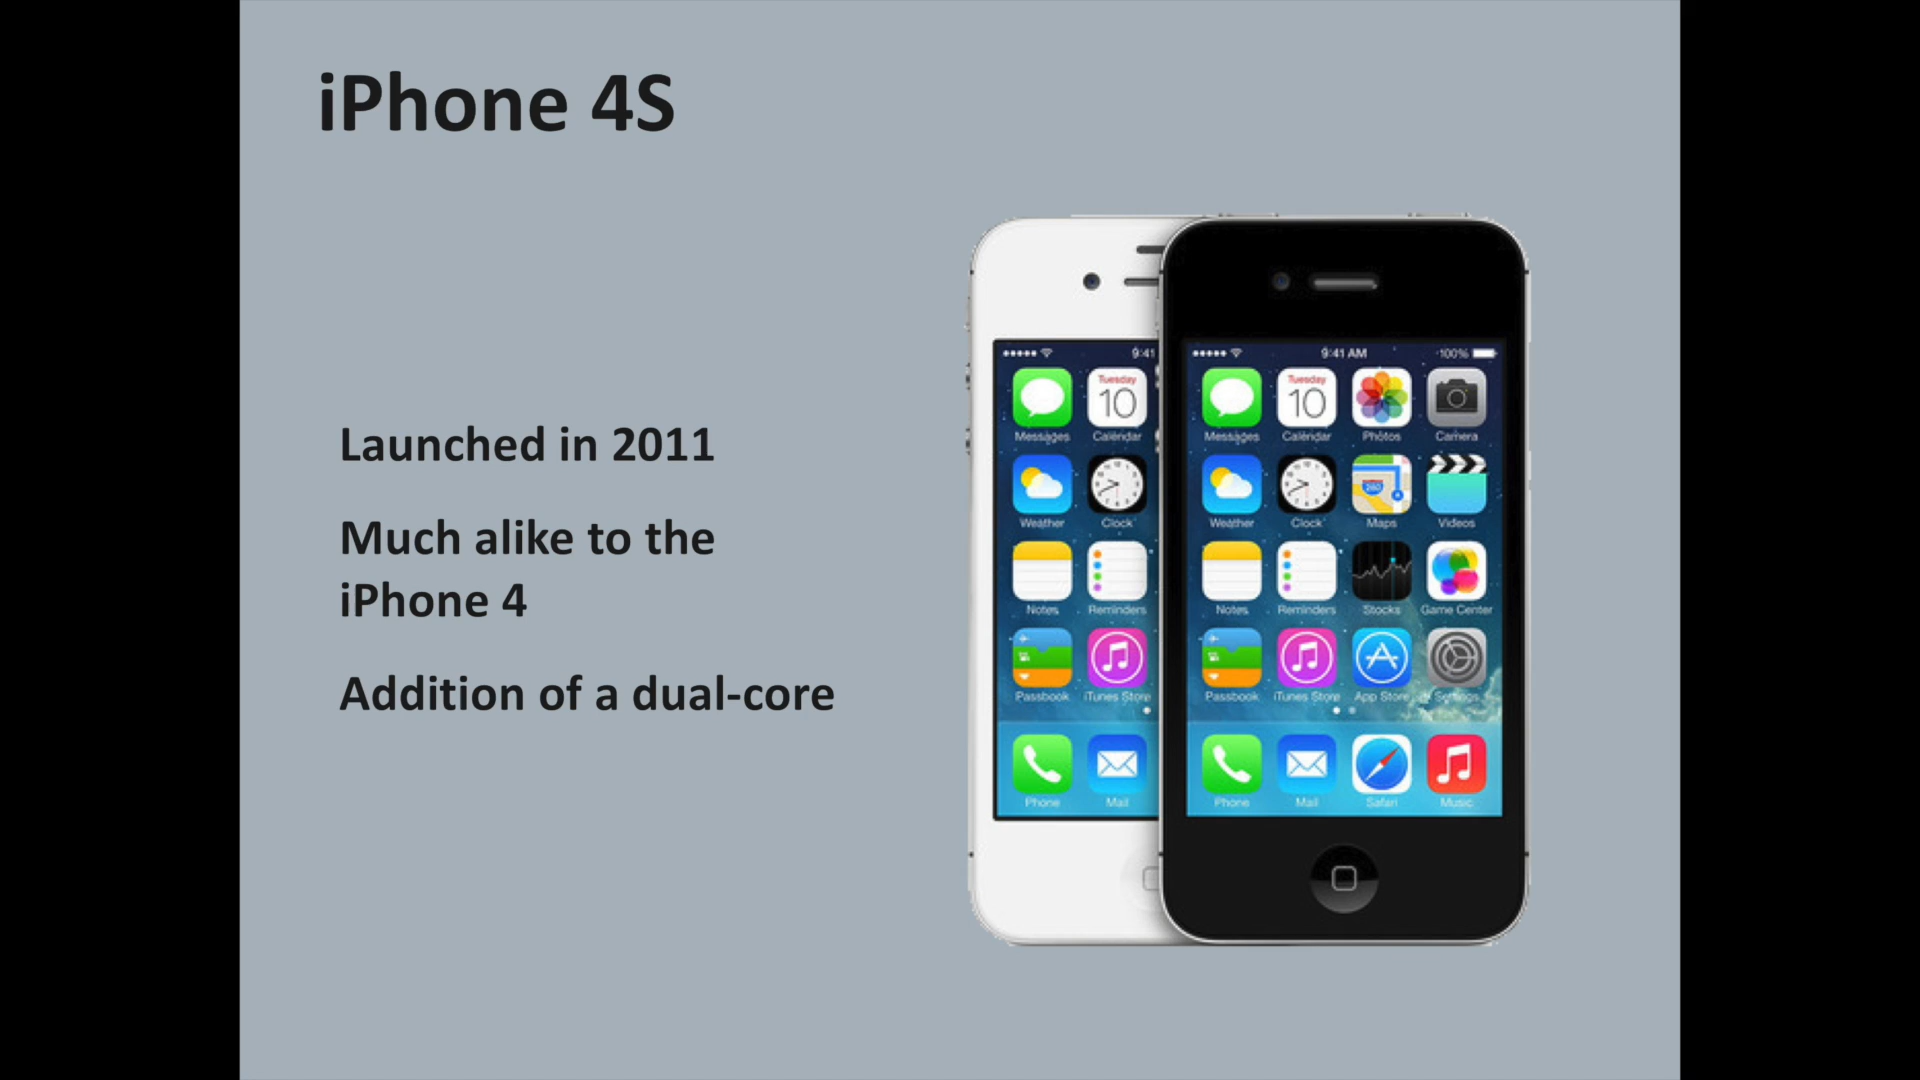 iPhone 4S
Launched in 2011
Much alike to the
iPhone 4
Addition of a dual-core
9:41
Tuesday
10
Messages Calendar
Weather Clock
Notes Reminders
Passbook iTunes Store
Phone Mail
9:41 AM 100%
Tuesday
10
Messages Calendar Photos Camera
280
Weather Clock Maps Videos
Notes Reminders Stocks Game Center
Passbook iTunes Store App Store Settings
Phone Mail Safari Music